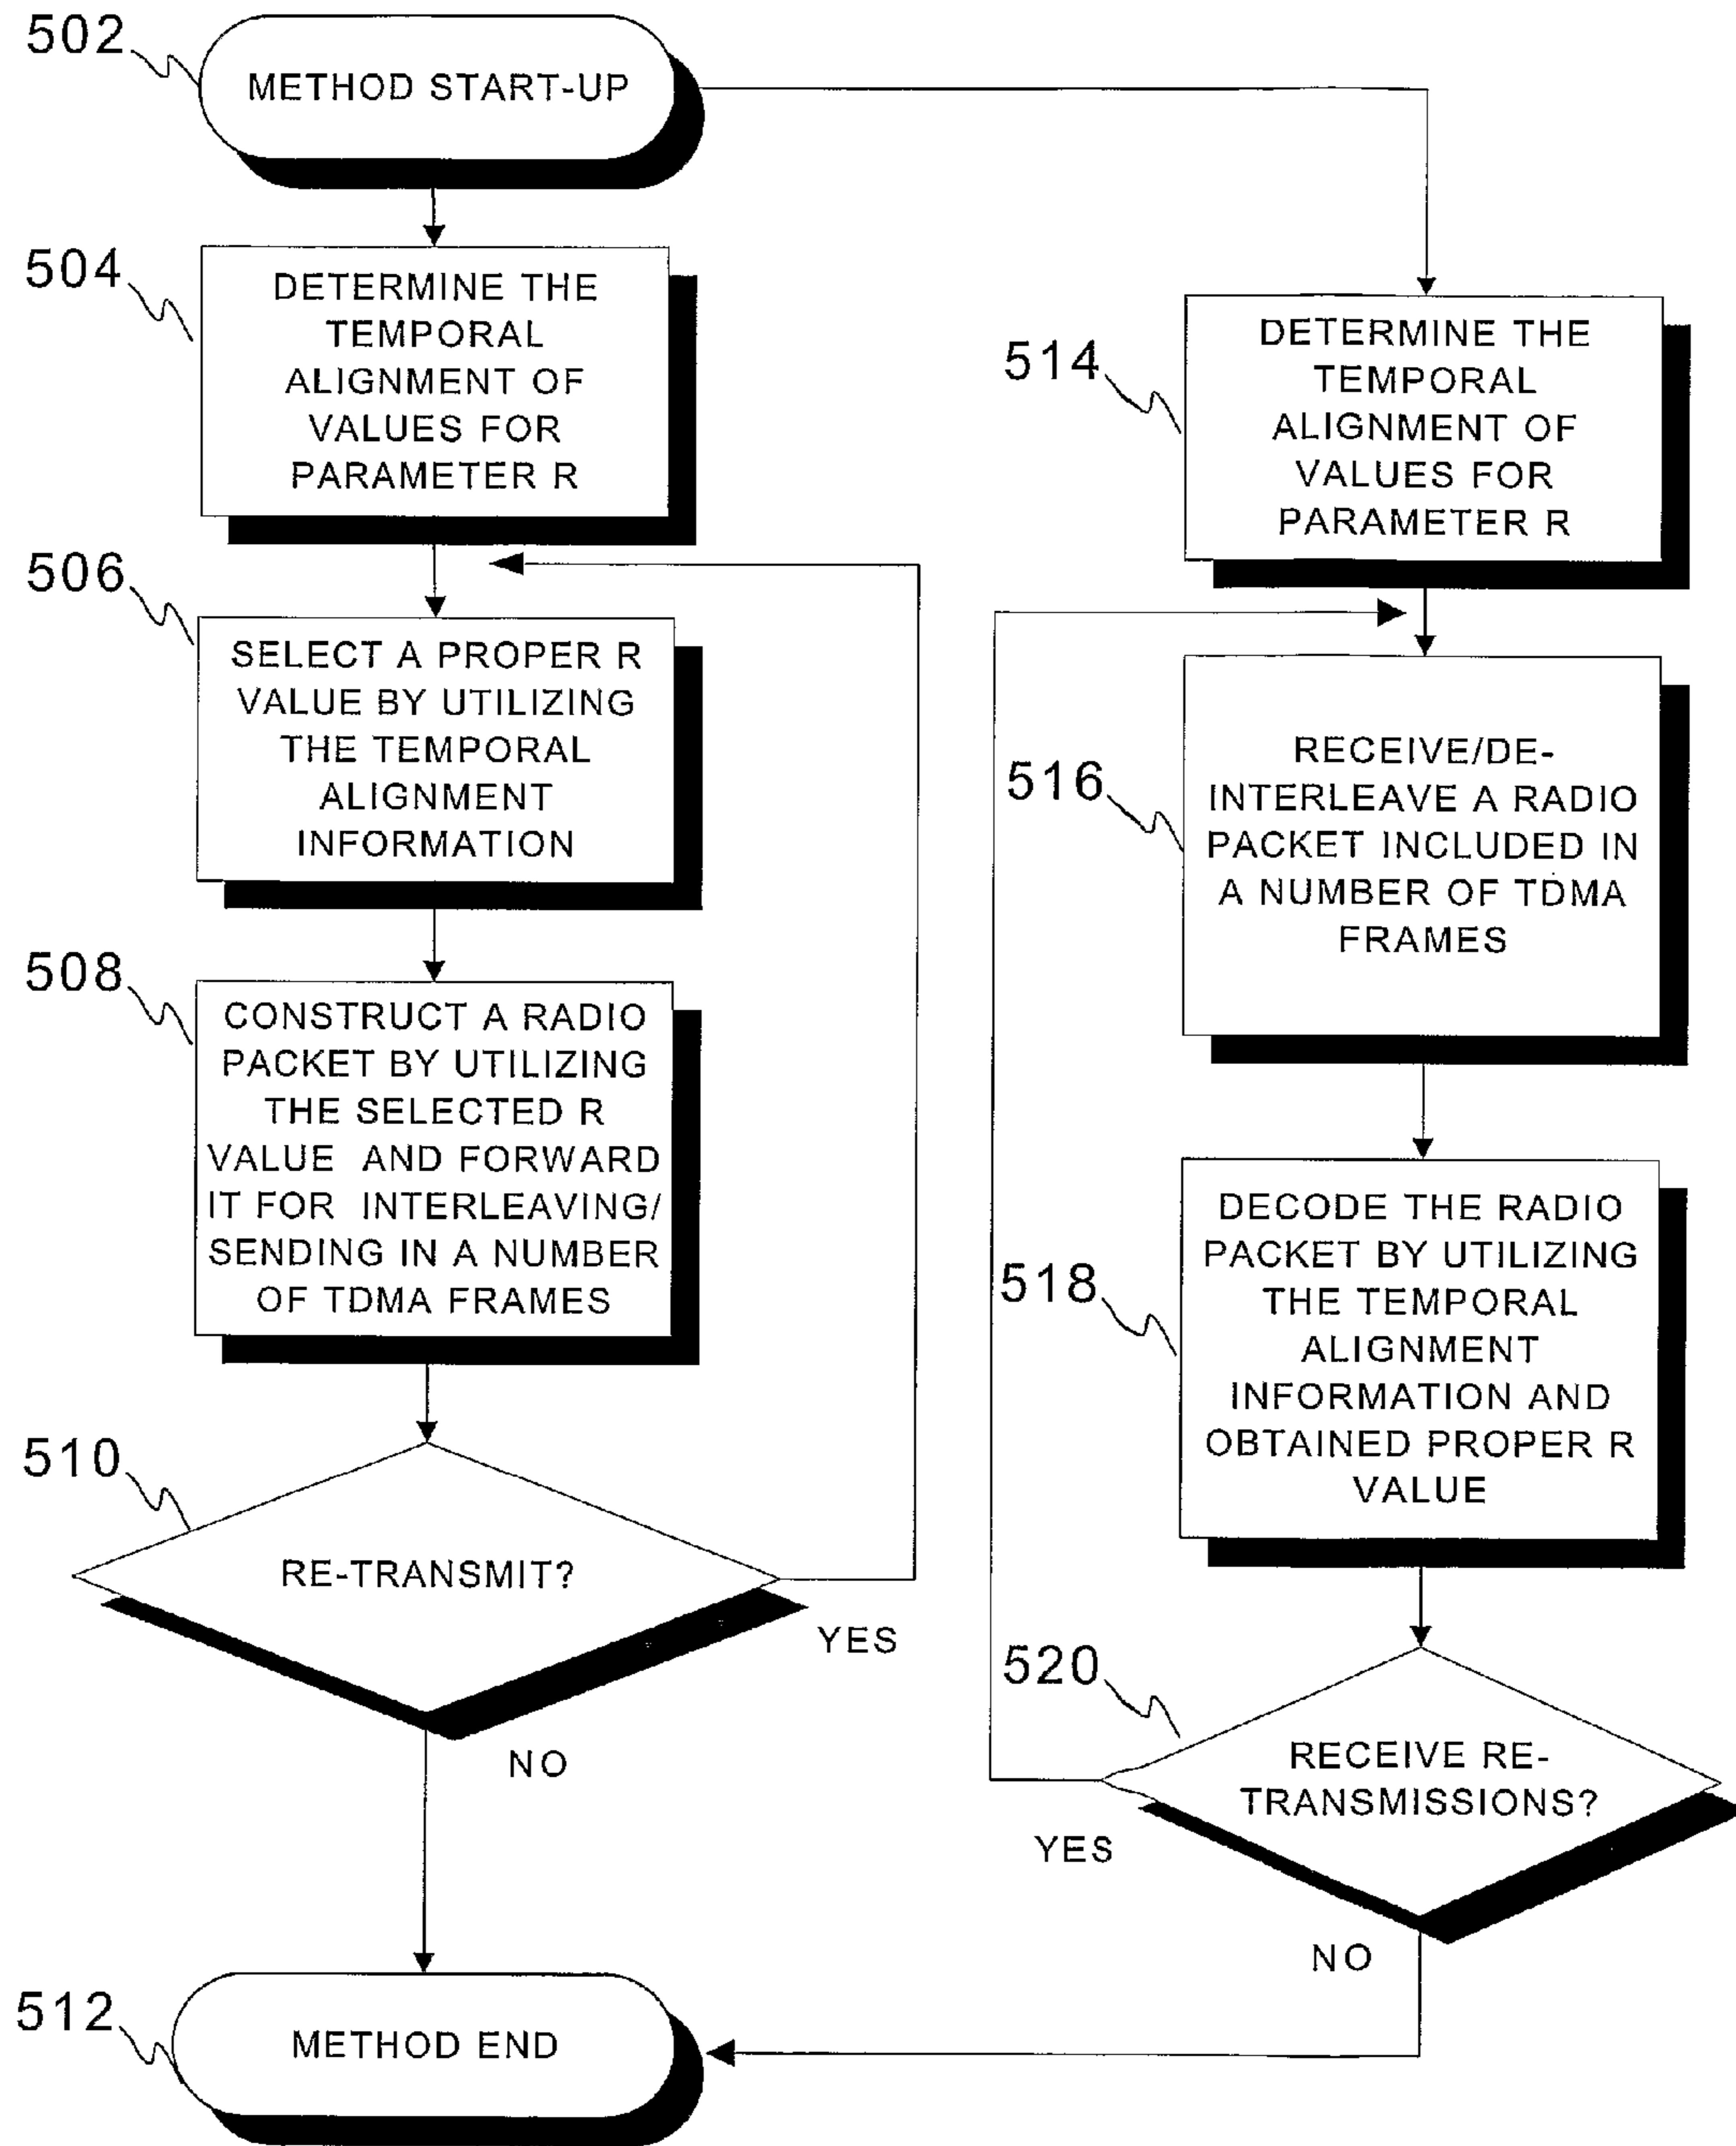 502
METHOD START-UP
504
DETERMINE THE
TEMPORAL
ALIGNMENT OF
VALUES FOR
PARAMETER R
506
SELECT A PROPER R
VALUE BY UTILIZING
THE TEMPORAL
ALIGNMENT
INFORMATION
508
CONSTRUCT A RADIO
PACKET BY UTILIZING
THE SELECTED R
VALUE AND FORWARD
IT FOR INTERLEAVING/
SENDING IN A NUMBER
OF TDMA FRAMES
510
RE-TRANSMIT?
YES
NO
512
METHOD END
514
DETERMINE THE
TEMPORAL
ALIGNMENT OF
VALUES FOR
PARAMETER R
516
RECEIVE/DE-
INTERLEAVE A RADIO
PACKET INCLUDED IN
A NUMBER OF TDMA
FRAMES
518
DECODE THE RADIO
PACKET BY UTILIZING
THE TEMPORAL
ALIGNMENT
INFORMATION AND
OBTAINED PROPER R
VALUE
520
RECEIVE RE-
TRANSMISSIONS?
YES
NO